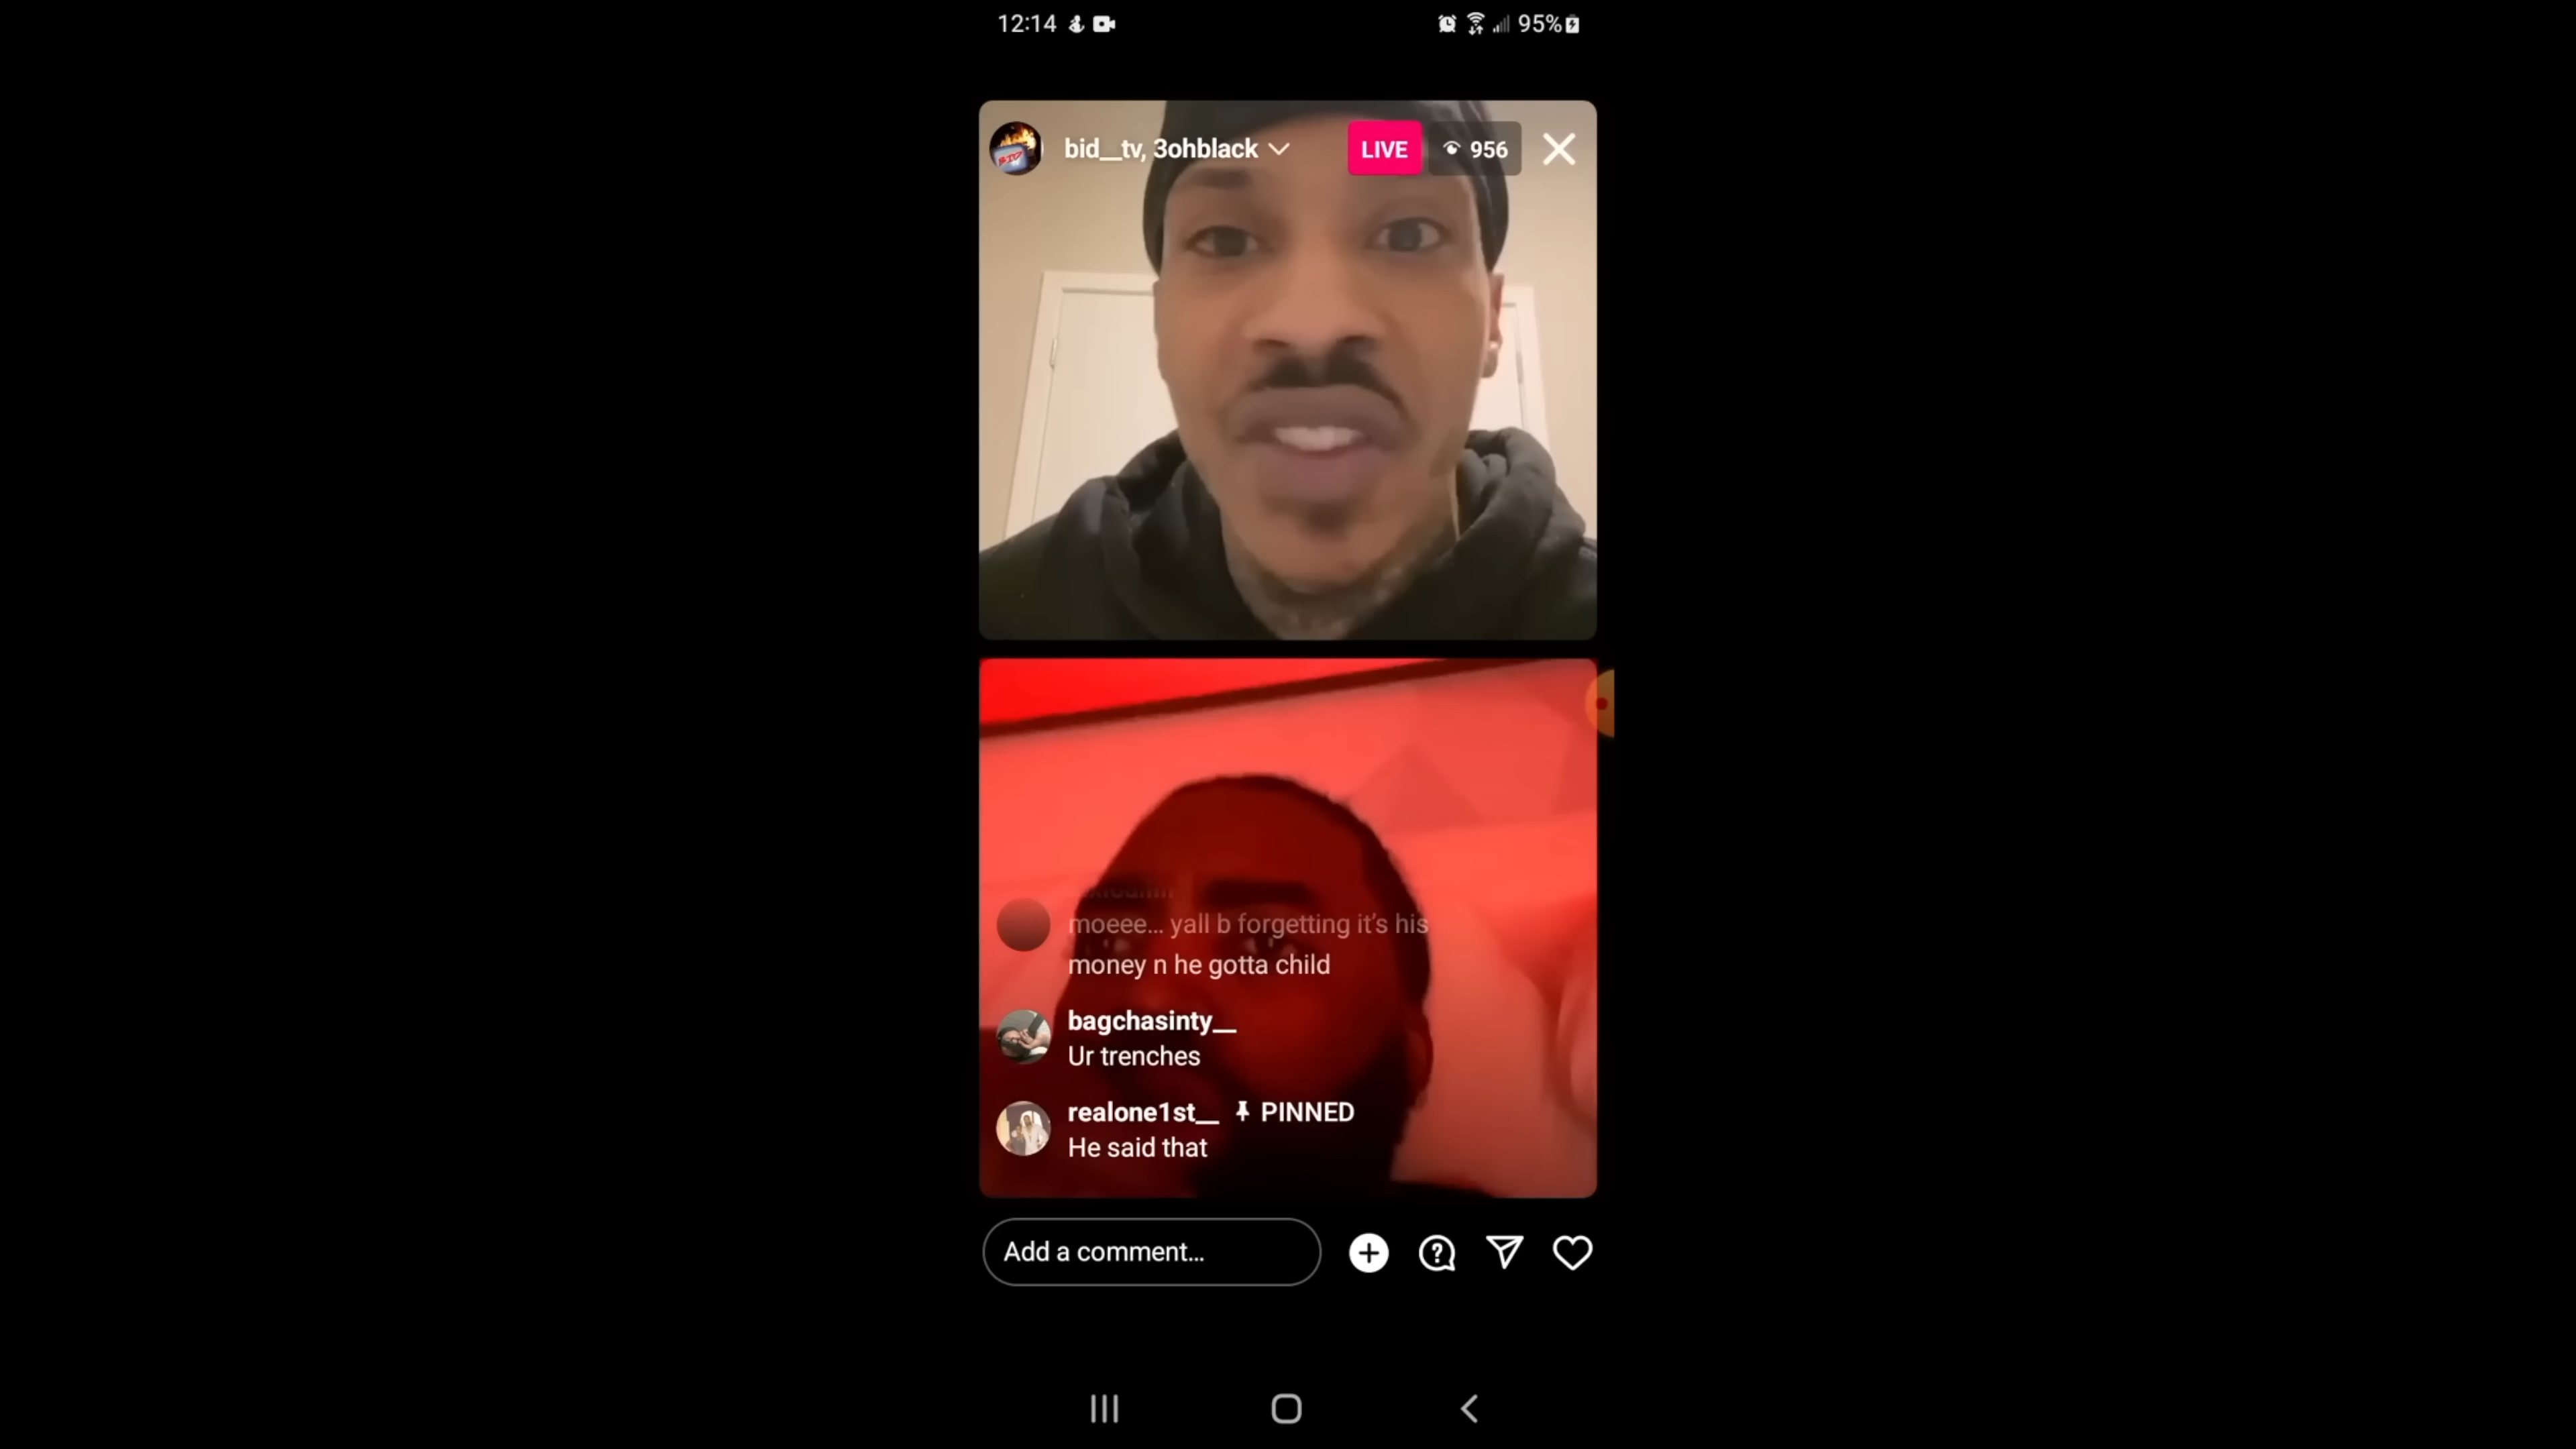 12:14
95%
bid__tv, 3ohblack
LIVE
956
BID
moeee... yall b forgetting it's his
money n he gotta child
bagchasinty__
Ur trenches
realone1st__ PINNED
He said that
Add a comment...